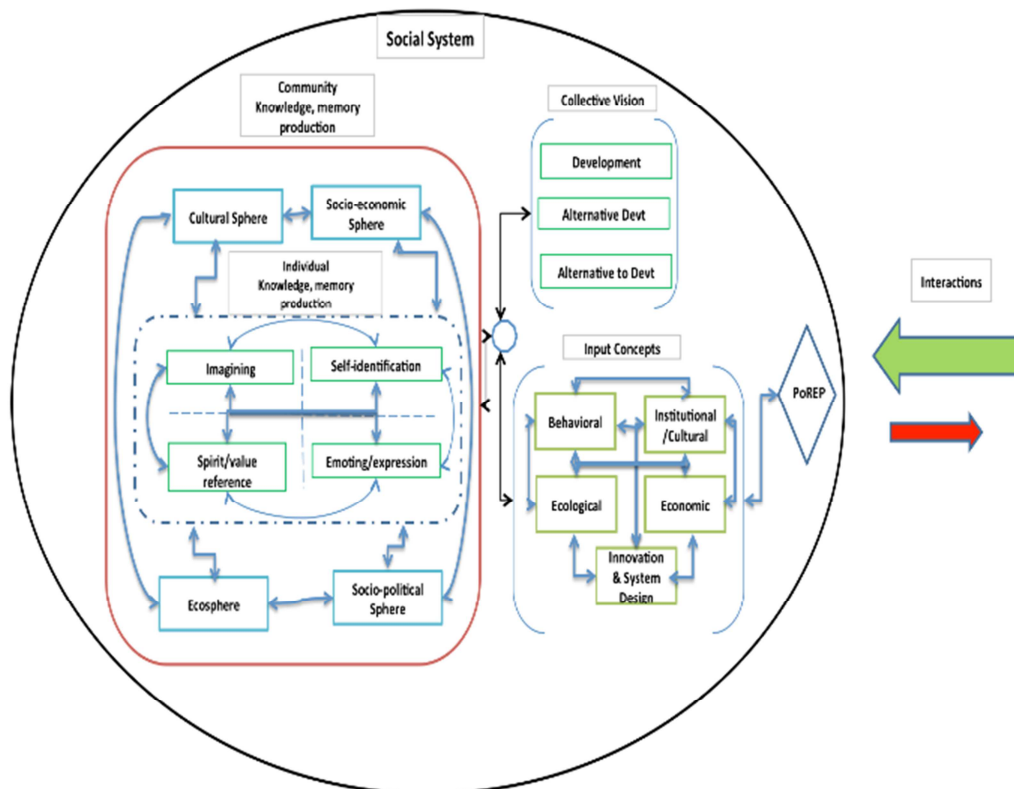 Social System
Community
Knowledge, memory
production
Collective Vision
Development
Alternative Devt
Alternative to Devt
Cultural Sphere
Socio-economic
Sphere
Individual
Knowledge, memory
production
Imagining
Self-identification
Spirit/value
reference
Emoting/expression
Ecosphere
Socio-political
Sphere
Input Concepts
Behavioral
Institutional
/Cultural
Ecological
Economic
Innovation
& System
Design
PoREP
Interactions